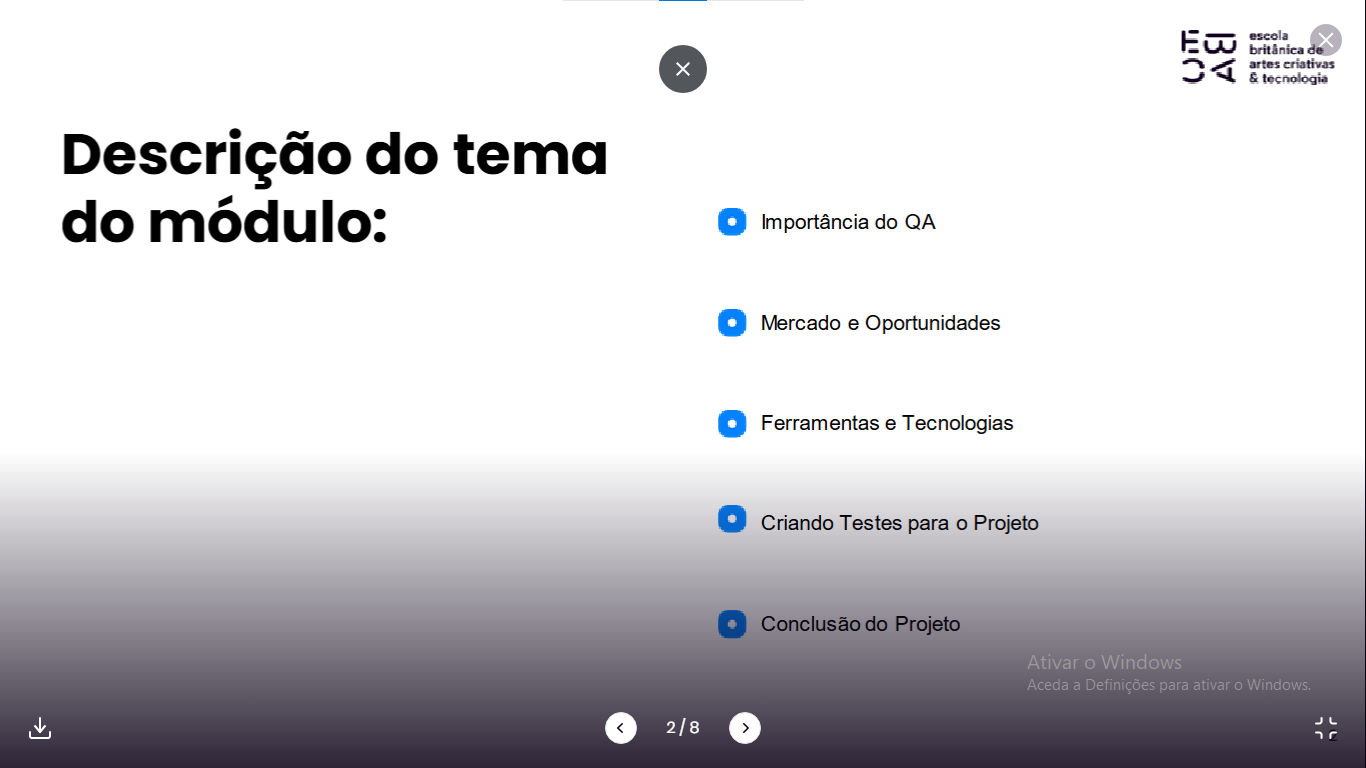 EBAC
escola
britânica de
artes criativas
& tecnologia
Descrição do tema
do módulo:
Importância do QA
Mercado e Oportunidades
Ferramentas e Tecnologias
Criando Testes para o Projeto
Conclusão do Projeto
Ativar o Windows
Aceda a Definições para ativar o Windows.
2 / 8